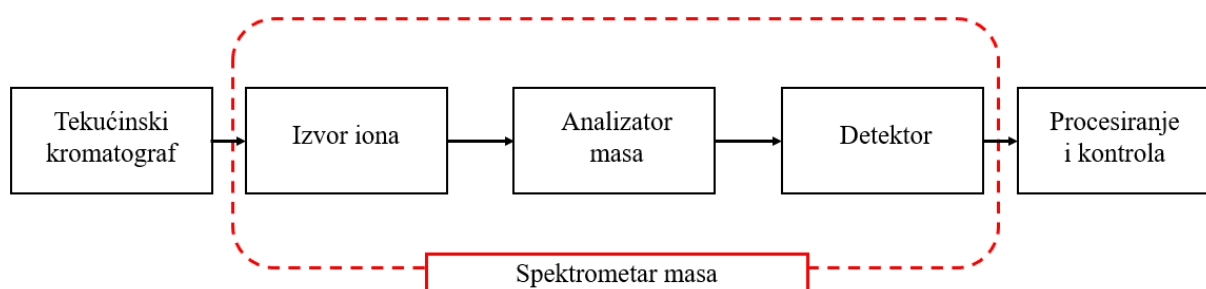 Tekućinski
kromatograf
Izvor iona
Analizator
masa
Detektor
Procesiranje
i kontrola
Spektrometar masa